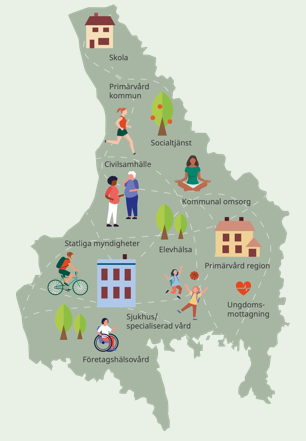 Skola
Primärvård
kommun
Socialtjänst
Civilsamhälle
Kommunal omsorg
Statliga myndigheter
Elevhälsa
Primärvård region
Ungdoms-
mottagning
Sjukhus/
specialiserad vård
Företagshälsovård